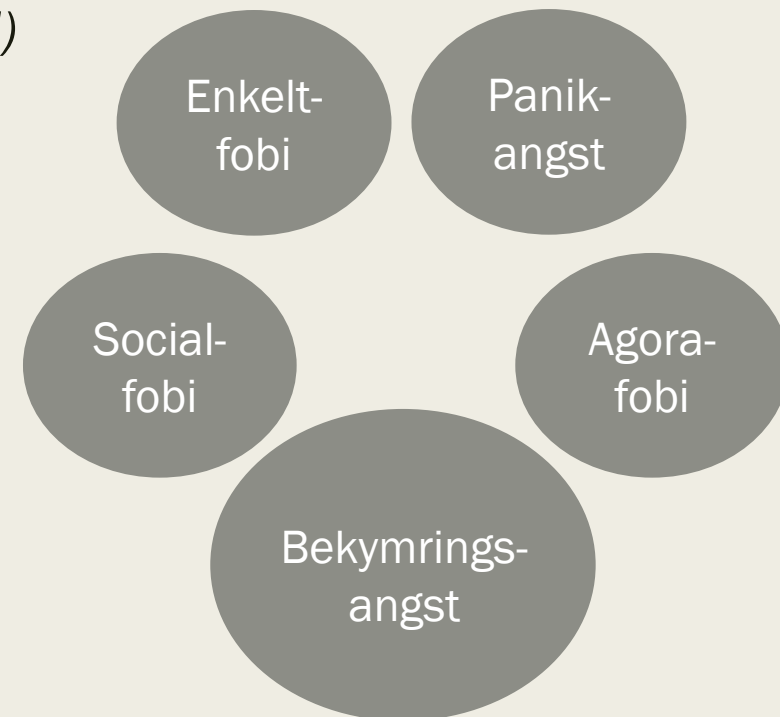 )
Enkelt-
fobi
Panik-
angst
Social-
fobi
Agora-
fobi
Bekymrings-
angst